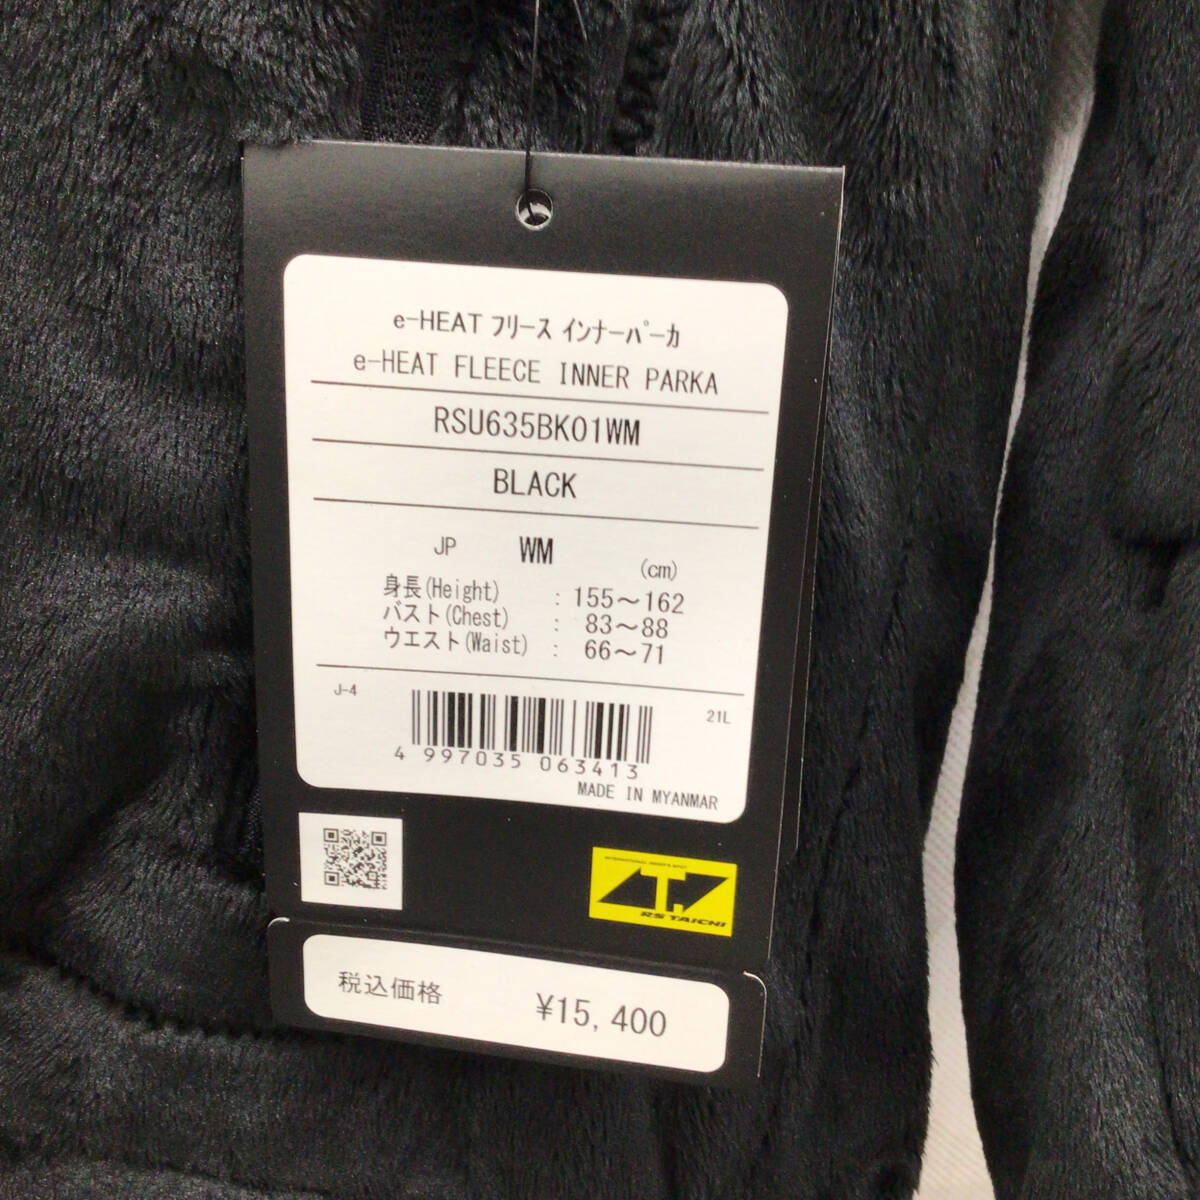 e-HEAT フリース インナーパーカ
e-HEAT FLEECE INNER PARKA
RSU635BK01WM
BLACK
JP WM (cm)
身長(Height) : 155～162
バスト(Chest) : 83～88
ウエスト(Waist) : 66～71
J-4
21L
4 997035 063413
MADE IN MYANMAR
RS TAICHI
税込価格 ¥15,400